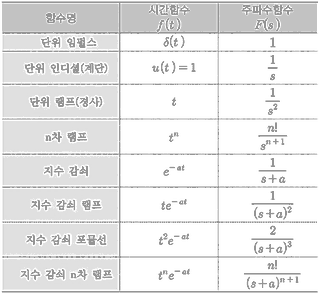 함수명 시간함수 f(t) 주파수함수 F(s)
단위 임펄스 δ(t) 1
단위 인디셜(계단) u(t) = 1 1/s
단위 램프(경사) t 1/s²
n차 램프 tⁿ n!/sⁿ⁺¹
지수 감쇠 e⁻ᵃᵗ 1/(s+a)
지수 감쇠 램프 te⁻ᵃᵗ 1/(s+a)²
지수 감쇠 포물선 t²e⁻ᵃᵗ 2/(s+a)³
지수 감쇠 n차 램프 tⁿe⁻ᵃᵗ n!/(s+a)ⁿ⁺¹